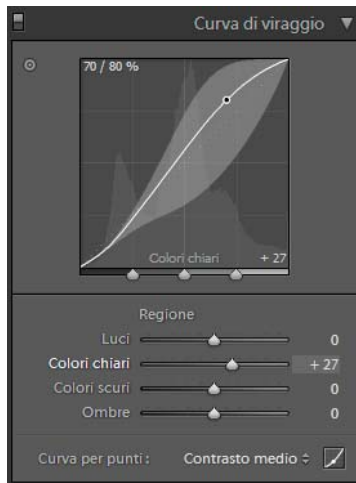 Curva di viraggio
70 / 80 %
Colori chiari + 27
Regione
Luci 0
Colori chiari + 27
Colori scuri 0
Ombre 0
Curva per punti : Contrasto medio